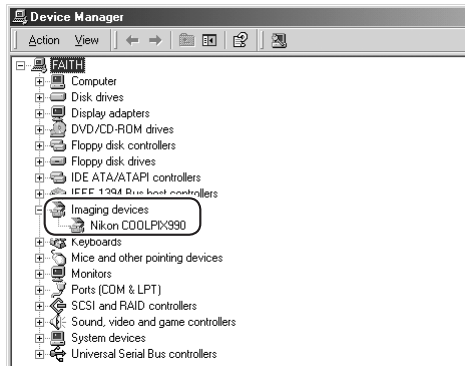 Device Manager
Action View
FAITH
Computer
Disk drives
Display adapters
DVD/CD-ROM drives
Floppy disk controllers
Floppy disk drives
IDE ATA/ATAPI controllers
IEEE 1394 Bus host controllers
Imaging devices
Nikon COOLPIX990
Keyboards
Mice and other pointing devices
Monitors
Ports (COM & LPT)
SCSI and RAID controllers
Sound, video and game controllers
System devices
Universal Serial Bus controllers